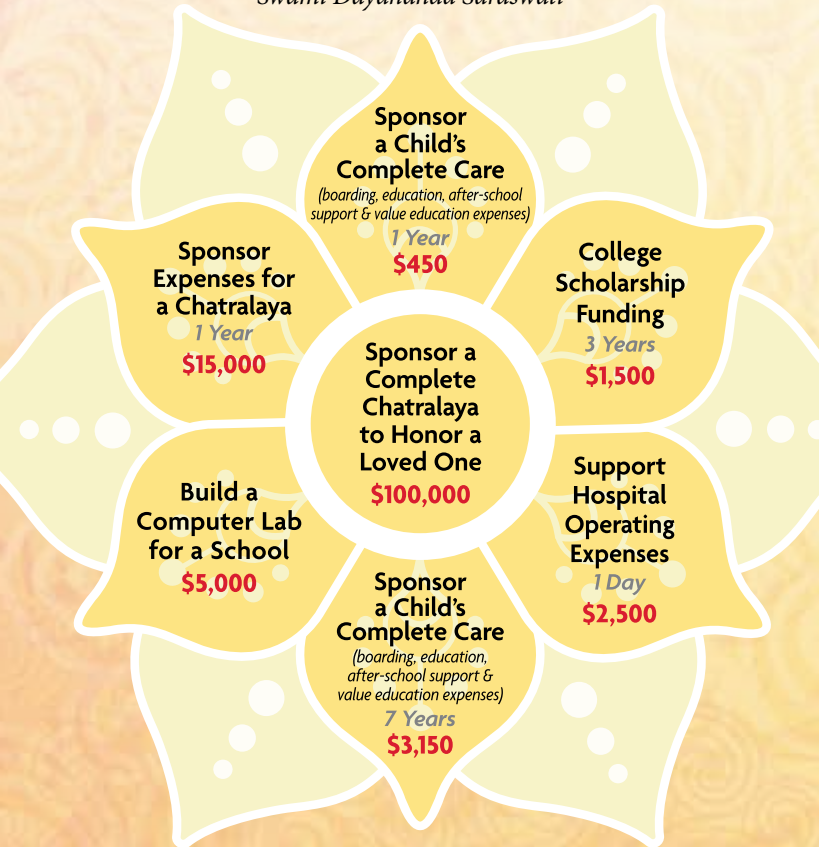 Swami Dayananda Saraswati
Sponsor
a Child's
Complete Care
(boarding, education, after-school
support & value education expenses)
1 Year
$450
College
Scholarship
Funding
3 Years
$1,500
Support
Hospital
Operating
Expenses
1 Day
$2,500
Sponsor
a Child's
Complete Care
(boarding, education,
after-school support &
value education expenses)
7 Years
$3,150
Build a
Computer Lab
for a School
$5,000
Sponsor
Expenses for
a Chatralaya
1 Year
$15,000
Sponsor a
Complete
Chatralaya
to Honor a
Loved One
$100,000